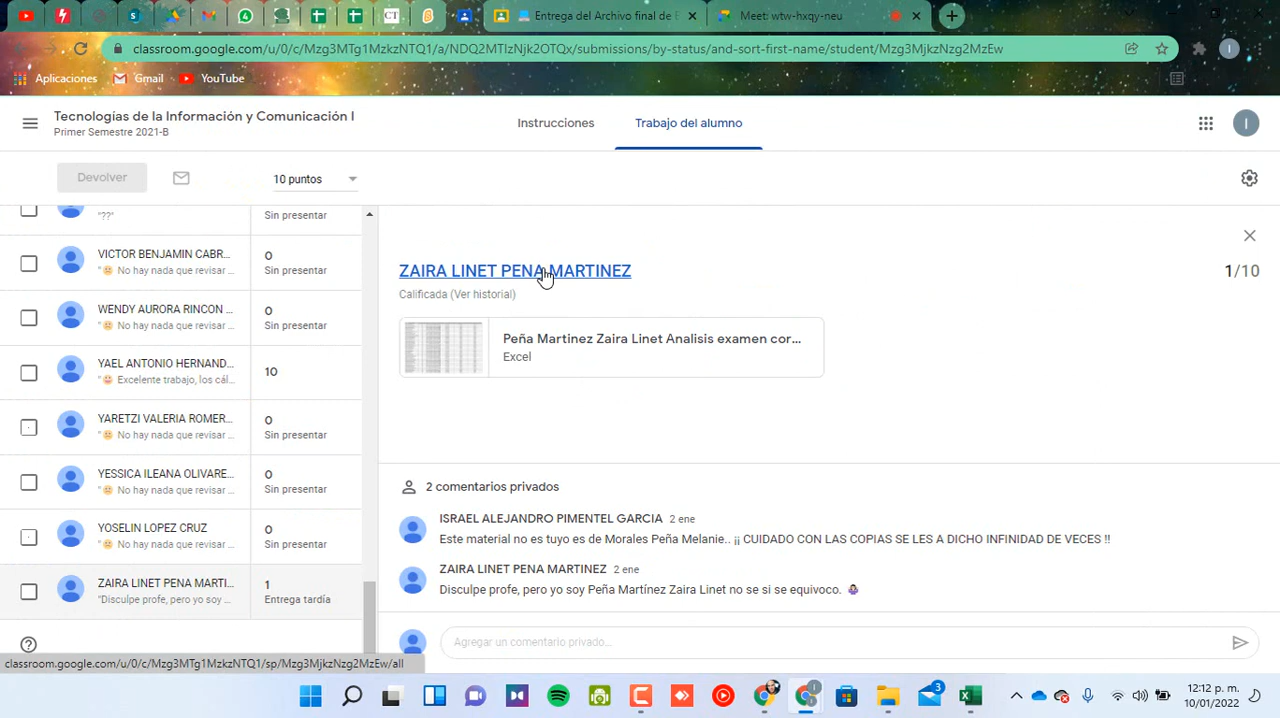 Entrega del Archivo final de E
Meet: wtw-hxqy-neu
classroom.google.com/u/0/c/Mzg3MTg1MzkzNTQ1/a/NDQ2MTIzNjk2OTQx/submissions/by-status/and-sort-first-name/student/Mzg3MjkzNzg2MzEw
Aplicaciones
Gmail
YouTube
Tecnologías de la Información y Comunicación I
Primer Semestre 2021-B
Instrucciones
Trabajo del alumno
Devolver
10 puntos
"??"
Sin presentar
VICTOR BENJAMIN CABR...
0
"🙁 No hay nada que revisar ...
Sin presentar
WENDY AURORA RINCON ...
0
"🙁 No hay nada que revisar ...
Sin presentar
YAEL ANTONIO HERNAND...
10
"😃 Excelente trabajo, los cál...
YARETZI VALERIA ROMER...
0
"🙁 No hay nada que revisar ...
Sin presentar
YESSICA ILEANA OLIVARE...
0
"🙁 No hay nada que revisar ...
Sin presentar
YOSELIN LOPEZ CRUZ
0
"🙁 No hay nada que revisar ...
Sin presentar
ZAIRA LINET PENA MARTI...
1
"Disculpe profe, pero yo soy ...
Entrega tardía
ZAIRA LINET PENA MARTINEZ
1/10
Calificada (Ver historial)
Peña Martinez Zaira Linet Analisis examen cor...
Excel
2 comentarios privados
ISRAEL ALEJANDRO PIMENTEL GARCIA 2 ene
Este material no es tuyo es de Morales Peña Melanie.. ¡¡ CUIDADO CON LAS COPIAS SE LES A DICHO INFINIDAD DE VECES !!
ZAIRA LINET PENA MARTINEZ 2 ene
Disculpe profe, pero yo soy Peña Martínez Zaira Linet no se si se equivoco. 🤷🏻‍♀️
Agregar un comentario privado...
classroom.google.com/u/0/c/Mzg3MTg1MzkzNTQ1/sp/Mzg3MjkzNzg2MzEw/all
3
12:12 p. m.
10/01/2022